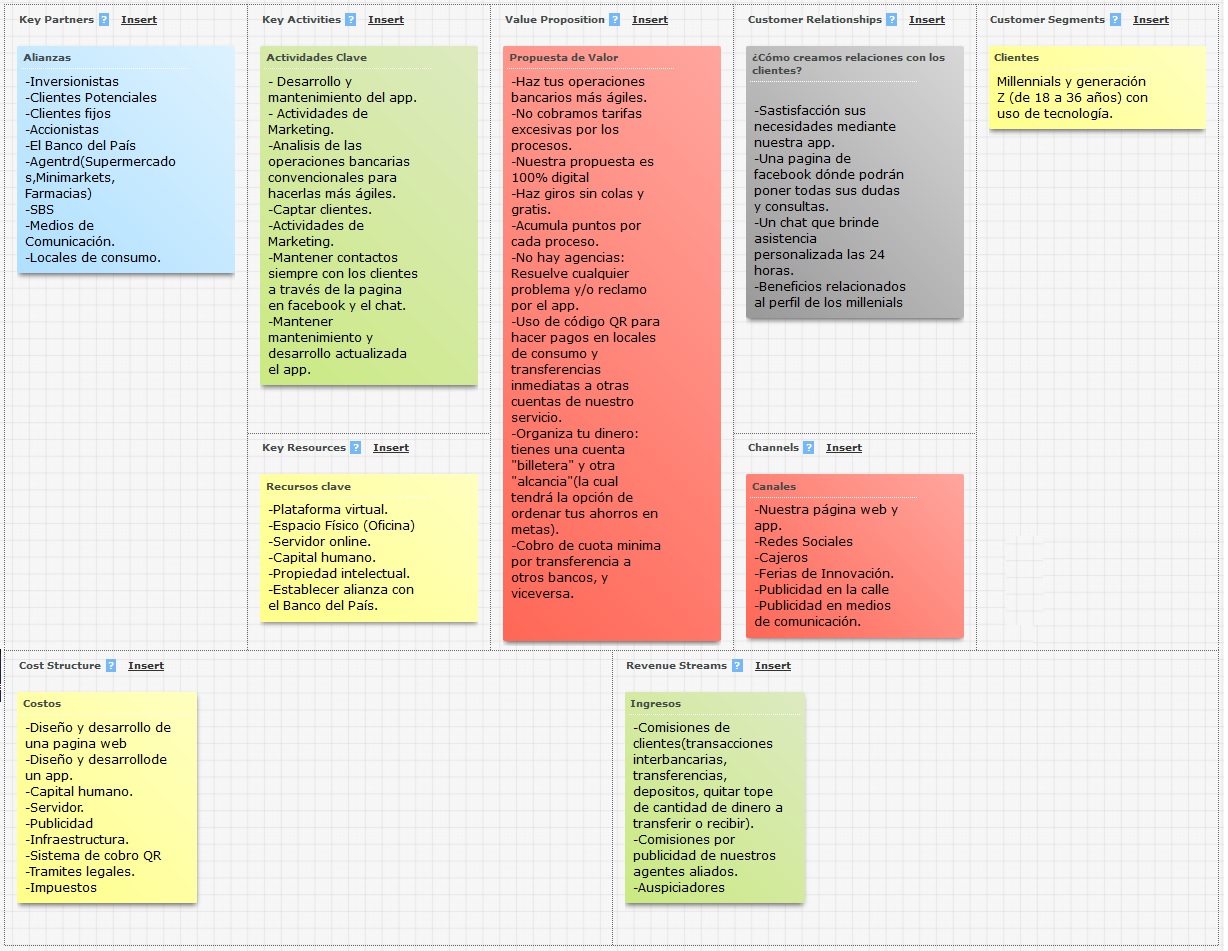 Key Partners ? Insert
Alianzas
-Inversionistas
-Clientes Potenciales
-Clientes fijos
-Accionistas
-El Banco del País
-Agentrd(Supermercado
s,Minimarkets,
Farmacias)
-SBS
-Medios de
Comunicación.
-Locales de consumo.
Key Activities ? Insert
Actividades Clave
- Desarrollo y
mantenimiento del app.
- Actividades de
Marketing.
-Analisis de las
operaciones bancarias
convencionales para
hacerlas más ágiles.
-Captar clientes.
-Actividades de
Marketing.
-Mantener contactos
siempre con los clientes
a través de la pagina
en facebook y el chat.
-Mantener
mantenimiento y
desarrollo actualizada
el app.
Key Resources ? Insert
Recursos clave
-Plataforma virtual.
-Espacio Físico (Oficina)
-Servidor online.
-Capital humano.
-Propiedad intelectual.
-Establecer alianza con
el Banco del País.
Value Proposition ? Insert
Propuesta de Valor
-Haz tus operaciones
bancarios más ágiles.
-No cobramos tarifas
excesivas por los
procesos.
-Nuestra propuesta es
100% digital
-Haz giros sin colas y
gratis.
-Acumula puntos por
cada proceso.
-No hay agencias:
Resuelve cualquier
problema y/o reclamo
por el app.
-Uso de código QR para
hacer pagos en locales
de consumo y
transferencias
inmediatas a otras
cuentas de nuestro
servicio.
-Organiza tu dinero:
tienes una cuenta
"billetera" y otra
"alcancia"(la cual
tendrá la opción de
ordenar tus ahorros en
metas).
-Cobro de cuota minima
por transferencia a
otros bancos, y
viceversa.
Customer Relationships ? Insert
¿Cómo creamos relaciones con los
clientes?
-Sastisfacción sus
necesidades mediante
nuestra app.
-Una pagina de
facebook dónde podrán
poner todas sus dudas
y consultas.
-Un chat que brinde
asistencia
personalizada las 24
horas.
-Beneficios relacionados
al perfil de los millenials
Channels ? Insert
Canales
-Nuestra página web y
app.
-Redes Sociales
-Cajeros
-Ferias de Innovación.
-Publicidad en la calle
-Publicidad en medios
de comunicación.
Customer Segments ? Insert
Clientes
Millennials y generación
Z (de 18 a 36 años) con
uso de tecnología.
Cost Structure ? Insert
Costos
-Diseño y desarrollo de
una pagina web
-Diseño y desarrollode
un app.
-Capital humano.
-Servidor.
-Publicidad
-Infraestructura.
-Sistema de cobro QR
-Tramites legales.
-Impuestos
Revenue Streams ? Insert
Ingresos
-Comisiones de
clientes(transacciones
interbancarias,
transferencias,
depositos, quitar tope
de cantidad de dinero a
transferir o recibir).
-Comisiones por
publicidad de nuestros
agentes aliados.
-Auspiciadores